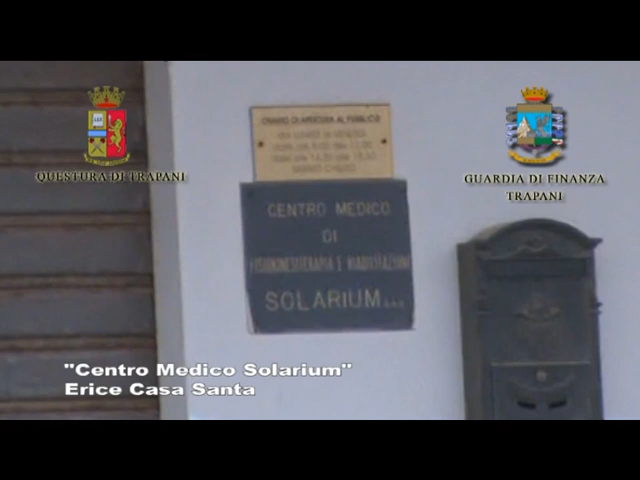 QUESTURA DI TRAPANI
GUARDIA DI FINANZA
TRAPANI
ORARIO DI APERTURA AL PUBBLICO
CENTRO MEDICO
DI
FISIOKINESITERAPIA E RIABILITAZIONE
SOLARIUM...
"Centro Medico Solarium"
Erice Casa Santa